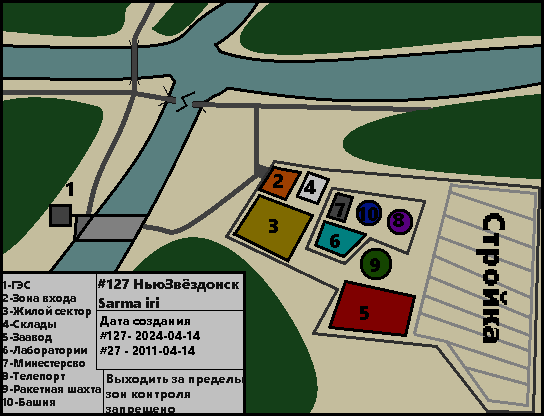 1
2
4
3
7
10
8
6
9
5
Стройка
1-ГЭС
2-Зона входа
3-Жилой сектор
4-Склады
5-Заавод
6-Лаборатории
7-Минестерсво
8-Телепорт
9-Ракетная шахта
10-Башня
#127 НьюЗвёздонск
Sarma iri
Дата создания
#127- 2024-04-14
#27 - 2011-04-14
Выходить за пределы
зон контроля
запрещено